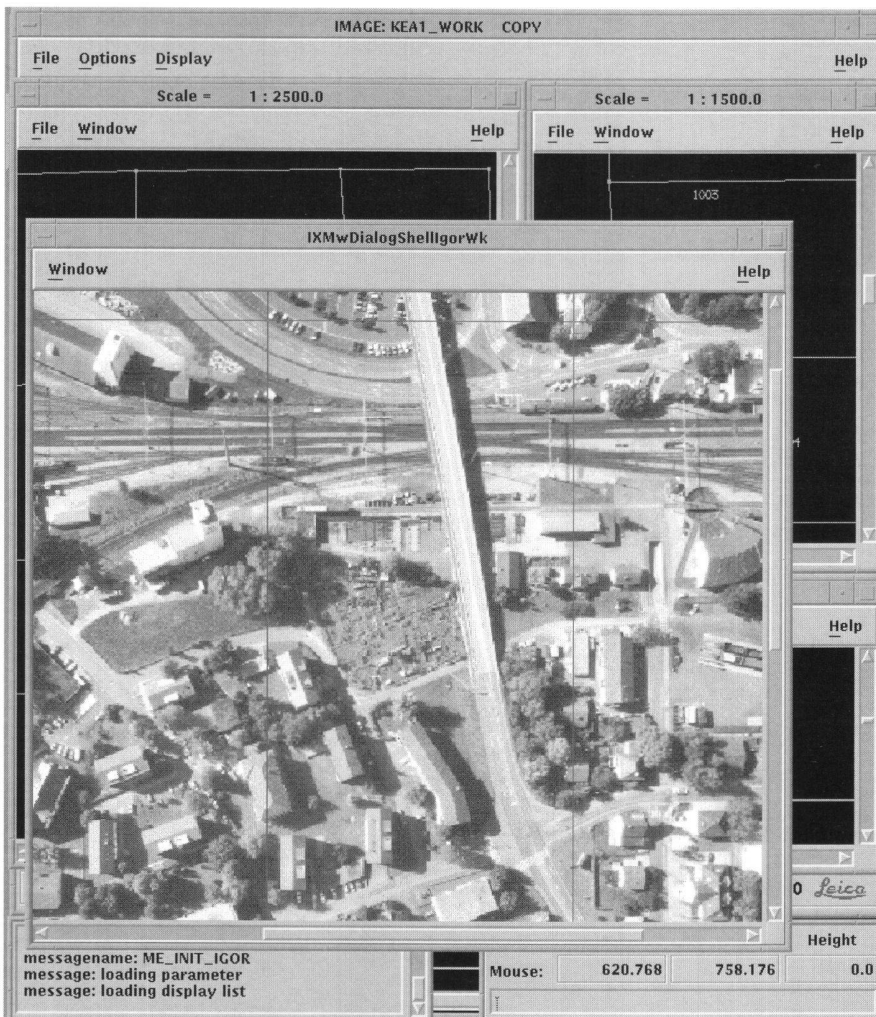 IMAGE: KEA1_WORK COPY
File Options Display Help
Scale = 1 : 2500.0
Scale = 1 : 1500.0
File Window Help
File Window Help
1003
IXMwDialogShellIgorWk
Window Help
4
Help
0 Leica
messagename: ME_INIT_IGOR
message: loading parameter
message: loading display list
Height
Mouse: 620.768 758.176 0.0